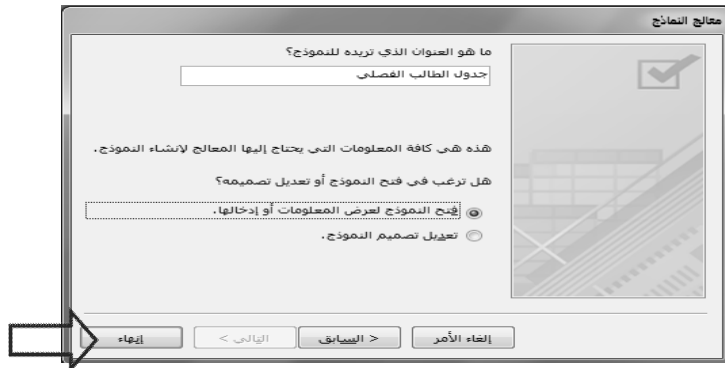 معالج النماذج
ما هو العنوان الذي تريده للنموذج؟
جدول الطالب الفصلي
هذه هي كافة المعلومات التي يحتاج إليها المعالج لإنشاء النموذج.
هل ترغب في فتح النموذج أو تعديل تصميمه؟
فتح النموذج لعرض المعلومات أو إدخالها.
تعديل تصميم النموذج.
إلغاء الأمر
< السابق
التالي >
إنهاء